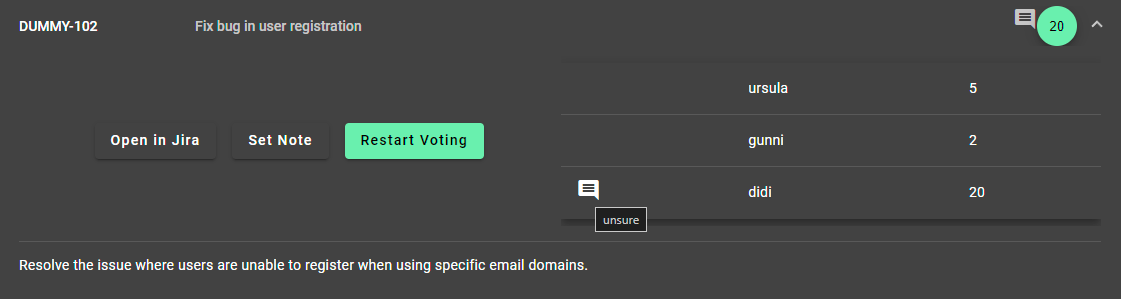 DUMMY-102 Fix bug in user registration 20
ursula 5
Open in Jira Set Note Restart Voting
gunni 2
didi 20
unsure
Resolve the issue where users are unable to register when using specific email domains.